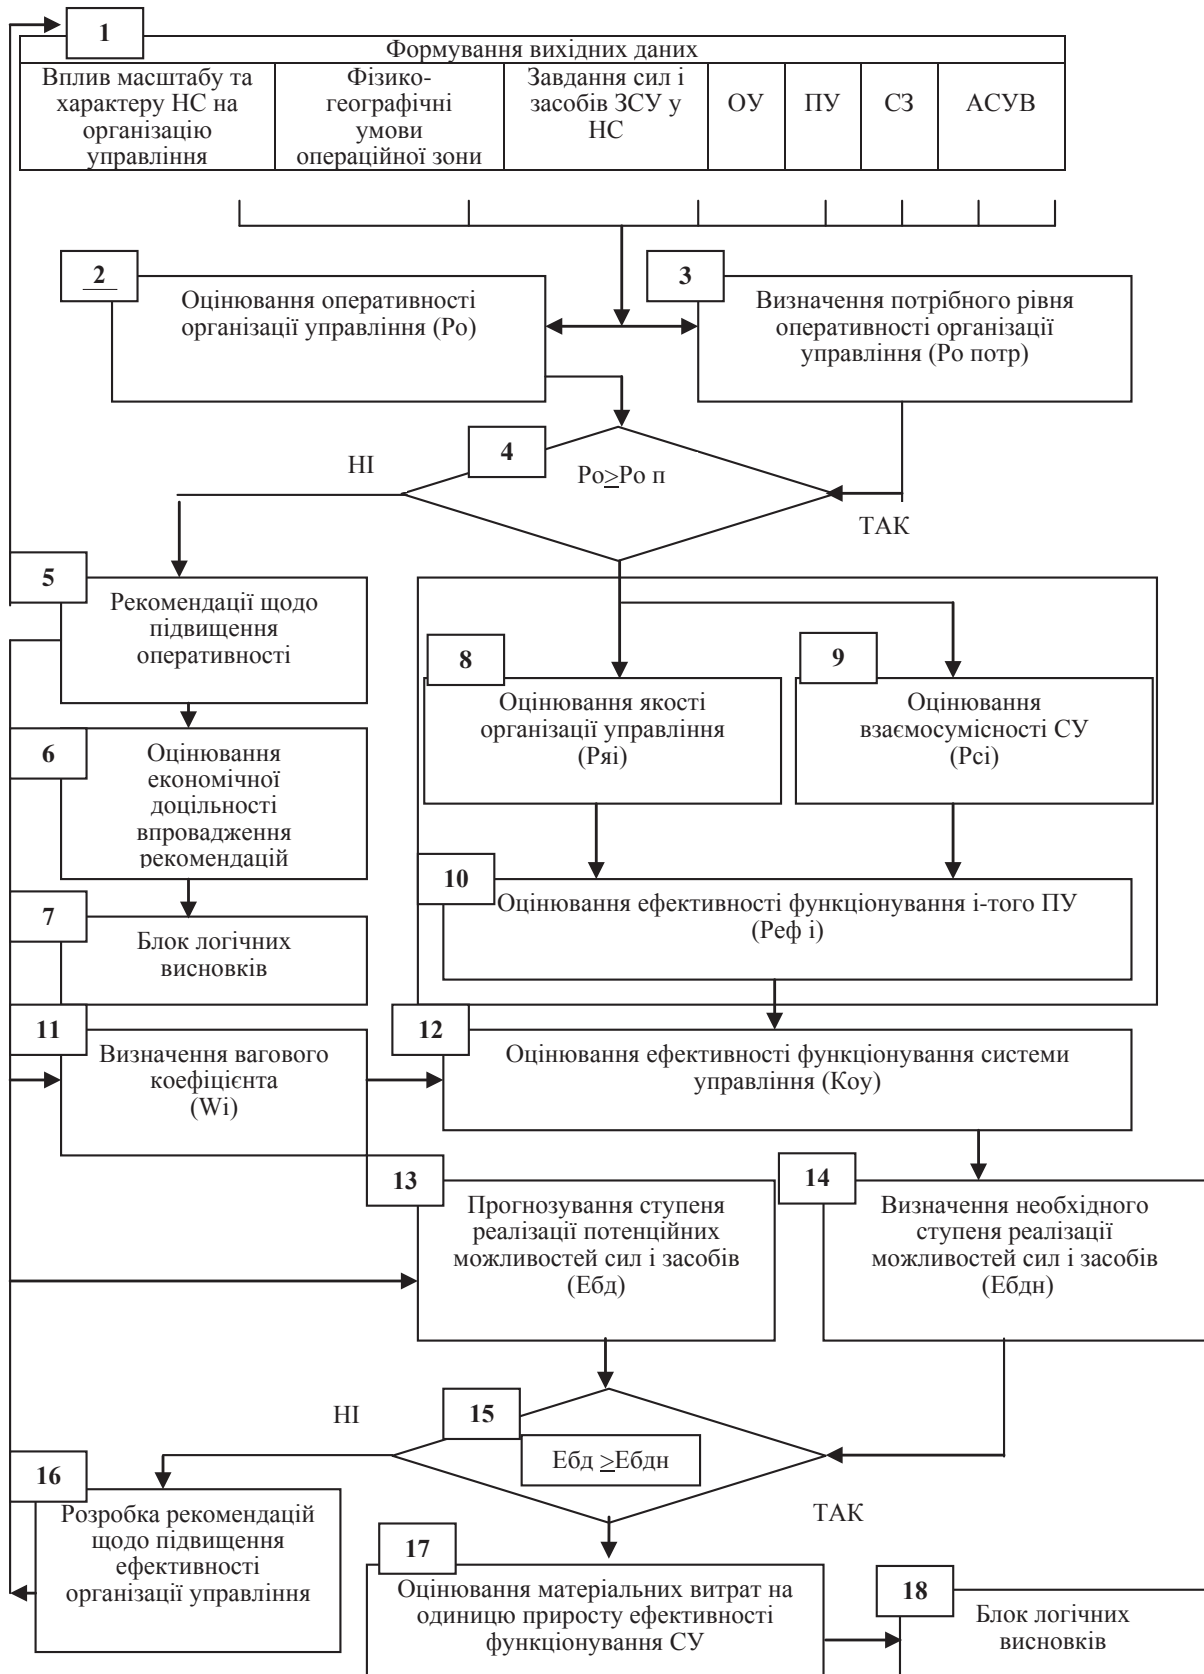 1
Формування вихідних даних
Вплив масштабу та
характеру НС на
організацію
управління
Фізико-
географічні
умови
операційної зони
Завдання сил і
засобів ЗСУ у
НС
ОУ
ПУ
СЗ
АСУВ
2
Оцінювання оперативності
організації управління (Ро)
3
Визначення потрібного рівня
оперативності організації
управління (Ро потр)
4
Ро≥Ро п
НІ
ТАК
5
Рекомендації щодо
підвищення
оперативності
6
Оцінювання
економічної
доцільності
впровадження
рекомендацій
7
Блок логічних
висновків
8
Оцінювання якості
організації управління
(Ряі)
9
Оцінювання
взаємосумісності СУ
(Рсі)
10
Оцінювання ефективності функціонування і-того ПУ
(Реф і)
11
Визначення вагового
коефіцієнта
(Wi)
12
Оцінювання ефективності функціонування системи
управління (Коу)
13
Прогнозування ступеня
реалізації потенційних
можливостей сил і засобів
(Ебд)
14
Визначення необхідного
ступеня реалізації
можливостей сил і засобів
(Ебдн)
15
Ебд ≥Ебдн
НІ
ТАК
16
Розробка рекомендацій
щодо підвищення
ефективності
організації управління
17
Оцінювання матеріальних витрат на
одиницю приросту ефективності
функціонування СУ
18
Блок логічних
висновків